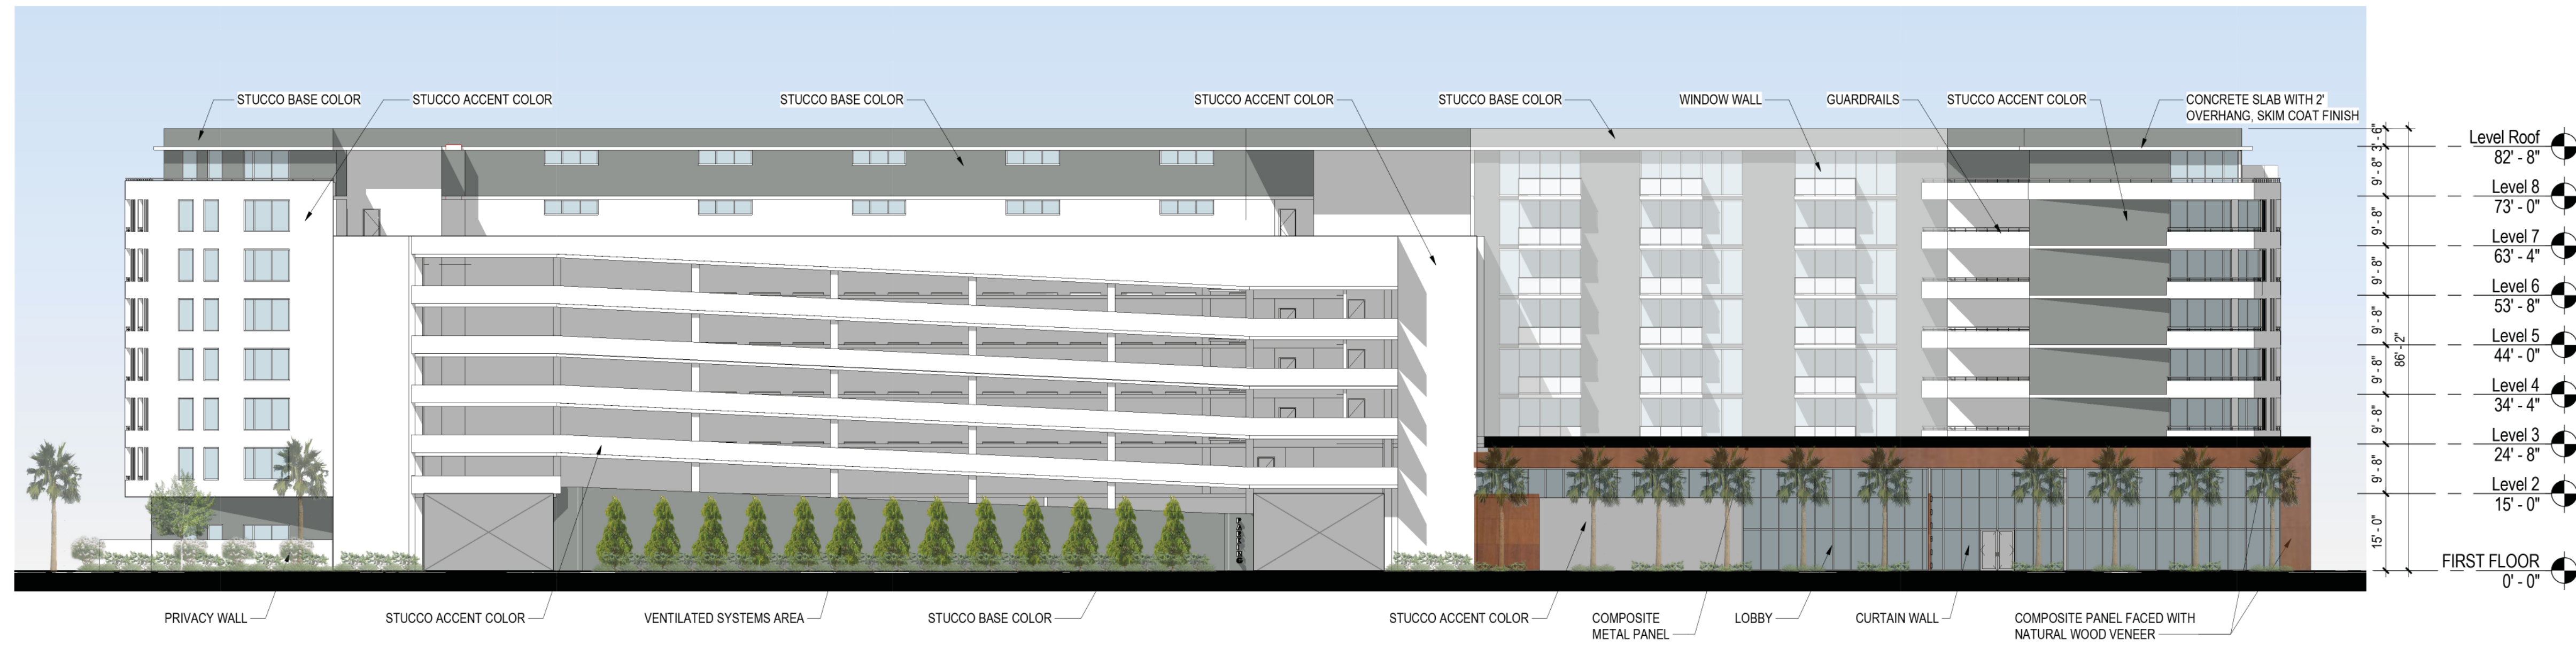 STUCCO BASE COLOR
STUCCO ACCENT COLOR
STUCCO BASE COLOR
STUCCO ACCENT COLOR
STUCCO BASE COLOR
WINDOW WALL
GUARDRAILS
STUCCO ACCENT COLOR
CONCRETE SLAB WITH 2'
OVERHANG, SKIM COAT FINISH
3' - 6"
Level Roof
82' - 8"
9' - 8"
Level 8
73' - 0"
9' - 8"
Level 7
63' - 4"
9' - 8"
Level 6
53' - 8"
9' - 8"
86' - 2"
Level 5
44' - 0"
9' - 8"
Level 4
34' - 4"
9' - 8"
Level 3
24' - 8"
9' - 8"
Level 2
15' - 0"
15' - 0"
FIRST FLOOR
0' - 0"
PRIVACY WALL
STUCCO ACCENT COLOR
VENTILATED SYSTEMS AREA
STUCCO BASE COLOR
STUCCO ACCENT COLOR
COMPOSITE
METAL PANEL
LOBBY
CURTAIN WALL
COMPOSITE PANEL FACED WITH
NATURAL WOOD VENEER